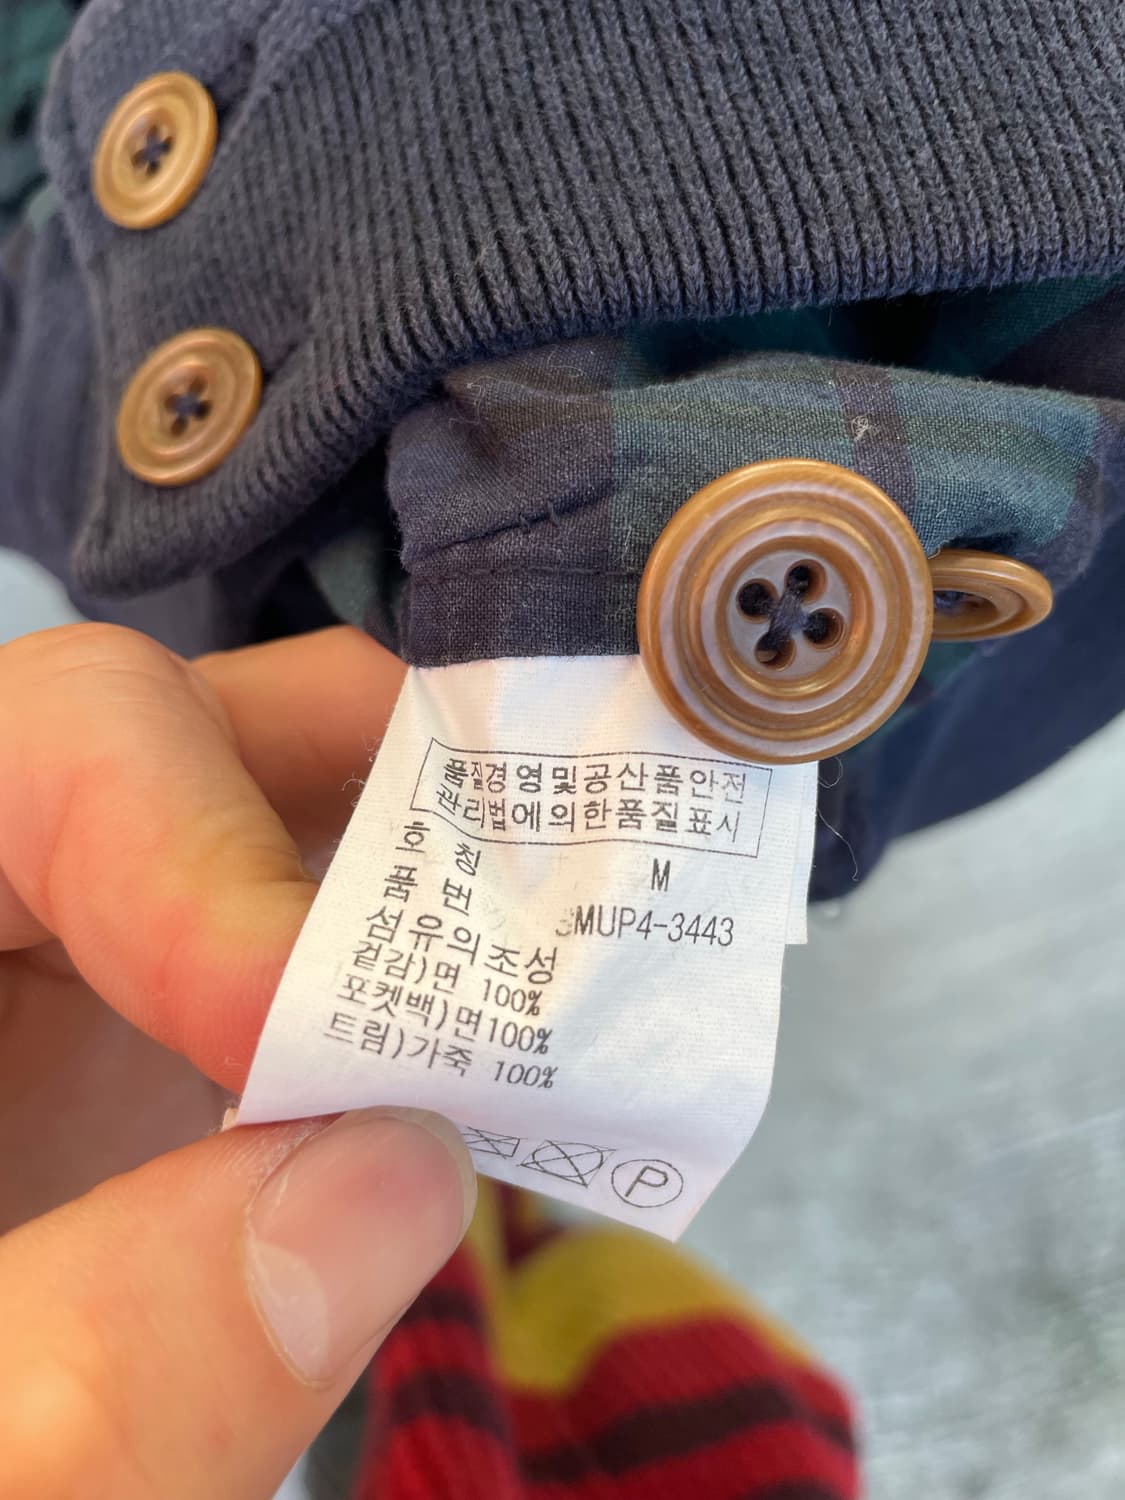 품질경영및공산품안전
관리법에의한품질표시
호 칭 M
품 번 MUP4-3443
섬유의조성
겉감)면 100%
포켓백)면100%
트림)가죽 100%
P